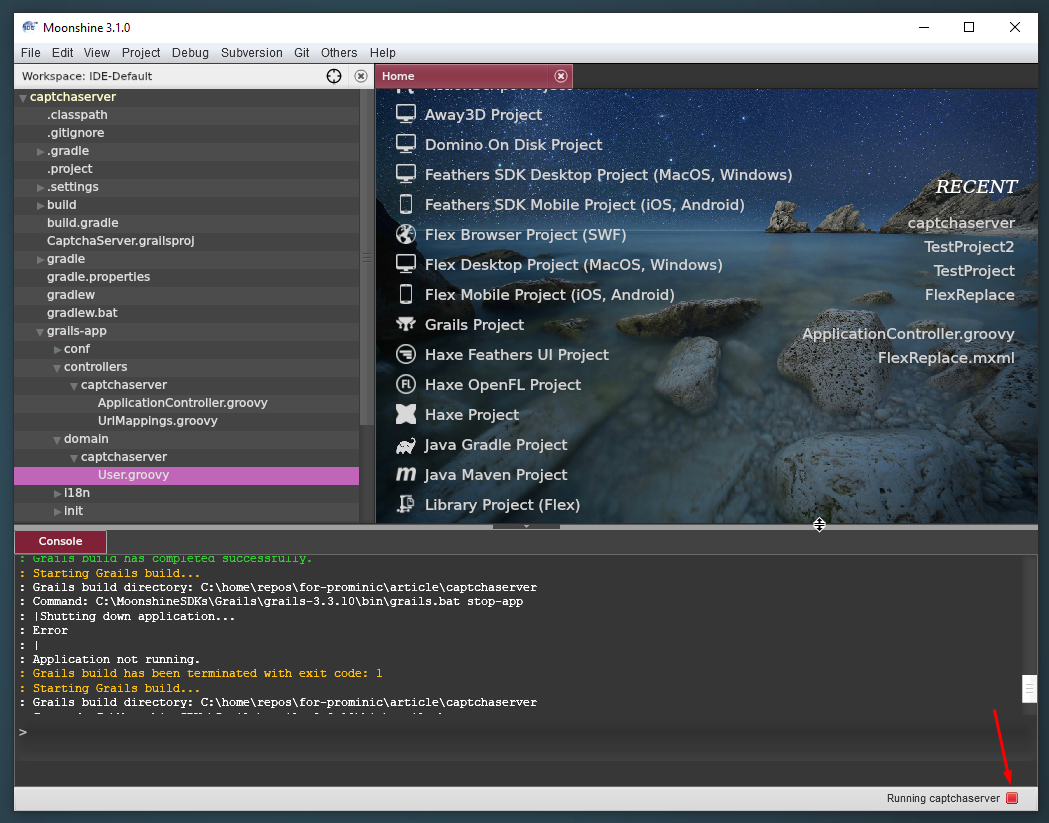 Moonshine 3.1.0
File Edit View Project Debug Subversion Git Others Help
Workspace: IDE-Default
captchaserver
.classpath
.gitignore
.gradle
.project
.settings
build
build.gradle
CaptchaServer.grailsproj
gradle
gradle.properties
gradlew
gradlew.bat
grails-app
conf
controllers
captchaserver
ApplicationController.groovy
UrlMappings.groovy
domain
captchaserver
User.groovy
i18n
init
Home
Away3D Project
Domino On Disk Project
Feathers SDK Desktop Project (MacOS, Windows)
Feathers SDK Mobile Project (iOS, Android)
Flex Browser Project (SWF)
Flex Desktop Project (MacOS, Windows)
Flex Mobile Project (iOS, Android)
Grails Project
Haxe Feathers UI Project
FL Haxe OpenFL Project
Haxe Project
Java Gradle Project
m Java Maven Project
Library Project (Flex)
RECENT
captchaserver
TestProject2
TestProject
FlexReplace
ApplicationController.groovy
FlexReplace.mxml
Console
: Grails build has completed successfully.
: Starting Grails build...
: Grails build directory: C:\home\repos\for-prominic\article\captchaserver
: Command: C:\MoonshineSDKs\Grails\grails-3.3.10\bin\grails.bat stop-app
: |Shutting down application...
: Error
: |
: Application not running.
: Grails build has been terminated with exit code: 1
: Starting Grails build...
: Grails build directory: C:\home\repos\for-prominic\article\captchaserver
>
Running captchaserver